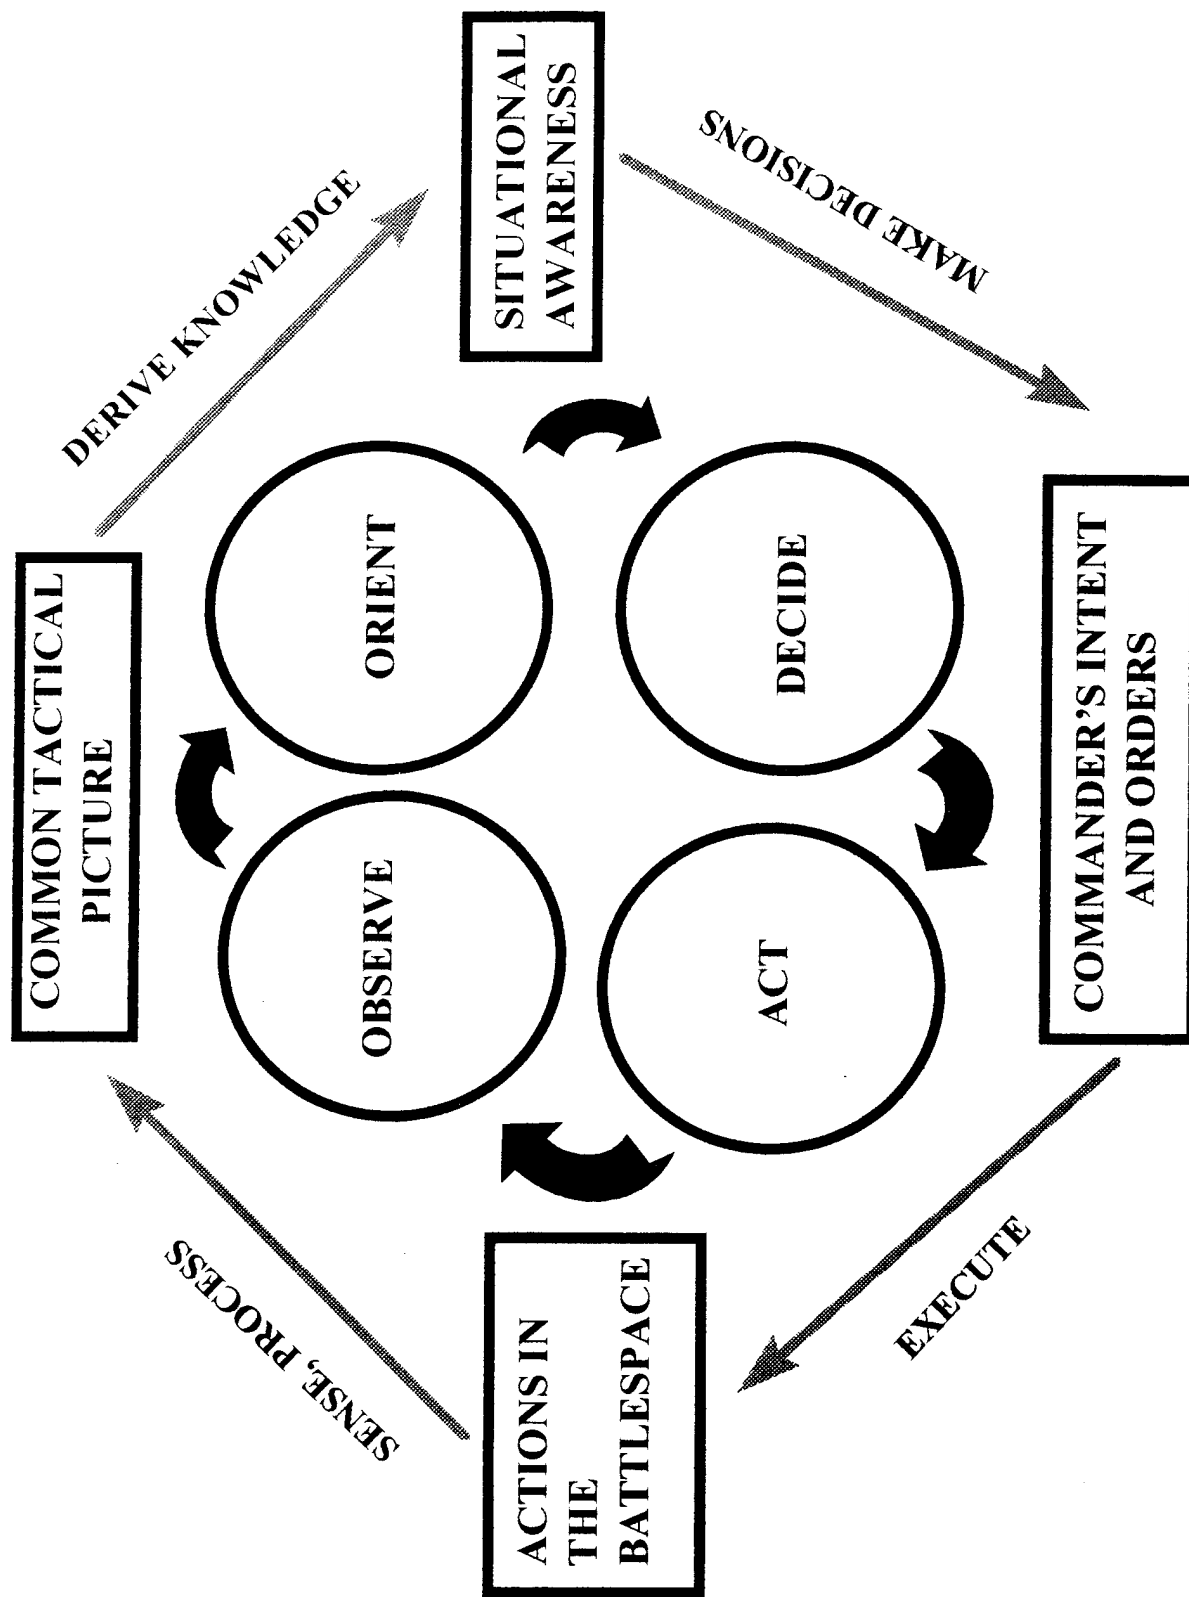 COMMON TACTICAL
PICTURE
SENSE, PROCESS
DERIVE KNOWLEDGE
OBSERVE
ORIENT
ACTIONS IN
THE
BATTLESPACE
SITUATIONAL
AWARENESS
ACT
DECIDE
EXECUTE
MAKE DECISIONS
COMMANDER'S INTENT
AND ORDERS